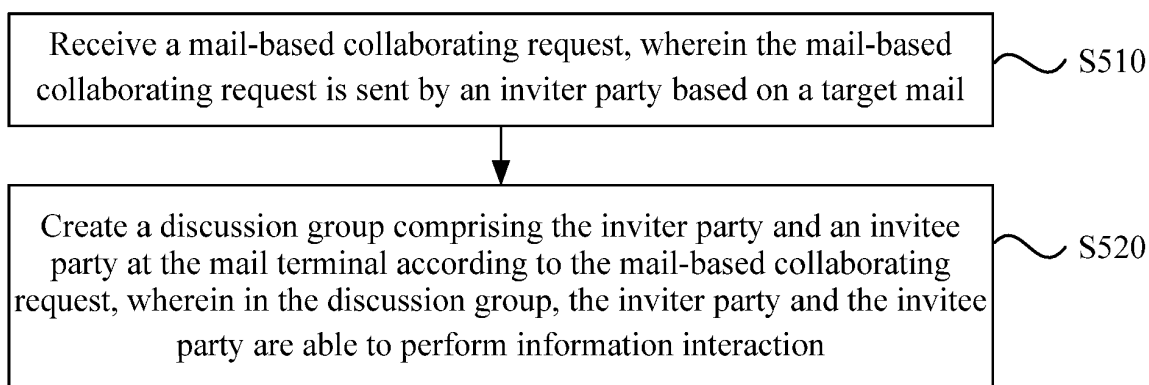 Receive a mail-based collaborating request, wherein the mail-based
collaborating request is sent by an inviter party based on a target mail
S510
Create a discussion group comprising the inviter party and an invitee
party at the mail terminal according to the mail-based collaborating
request, wherein in the discussion group, the inviter party and the invitee
party are able to perform information interaction
S520